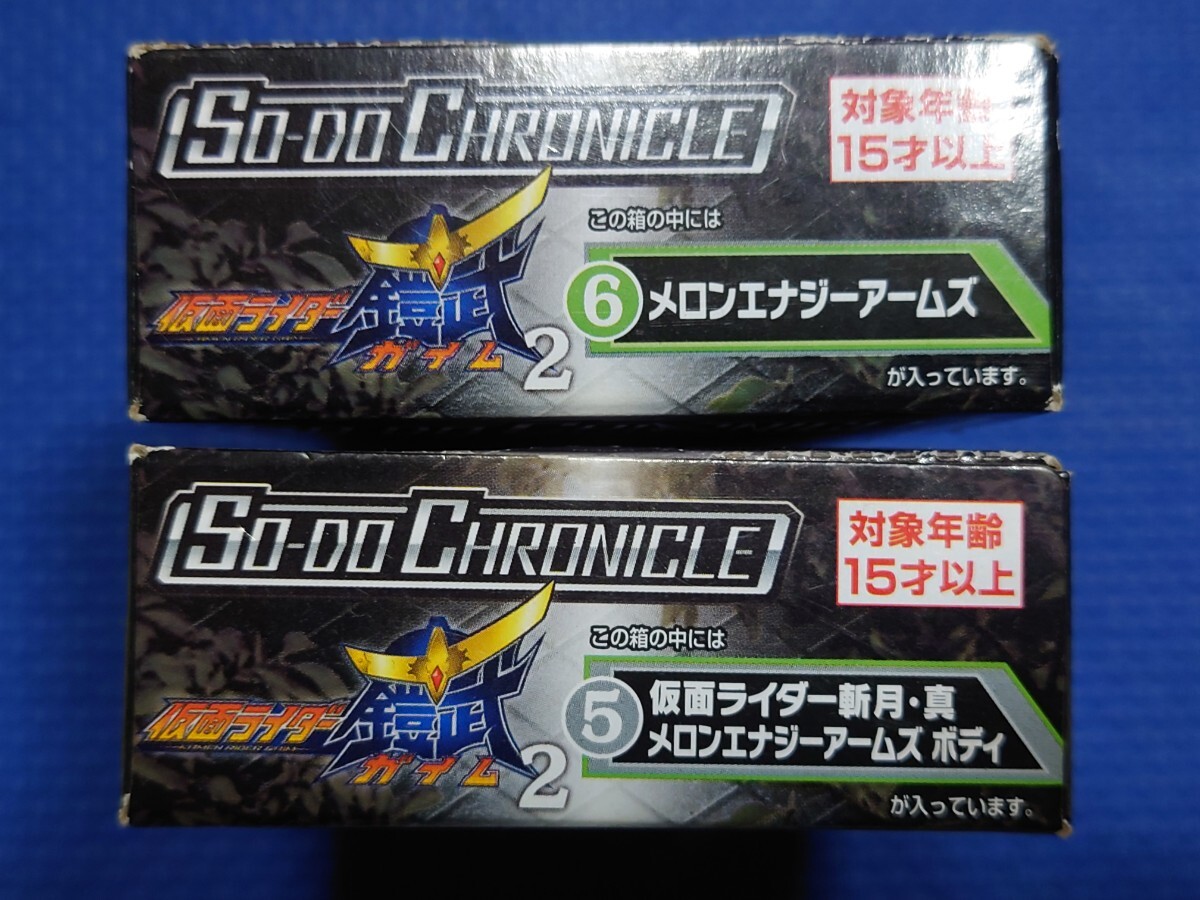 SO-DO CHRONICLE
対象年齢
15才以上
この箱の中には
仮面ライダー
鎧武
ガイム
2
6 メロンエナジーアームズ
が入っています。
SO-DO CHRONICLE
対象年齢
15才以上
この箱の中には
仮面ライダー
KAMEN RIDER GAIM
鎧武
ガイム
2
5 仮面ライダー斬月・真
メロンエナジーアームズ ボディ
が入っています。